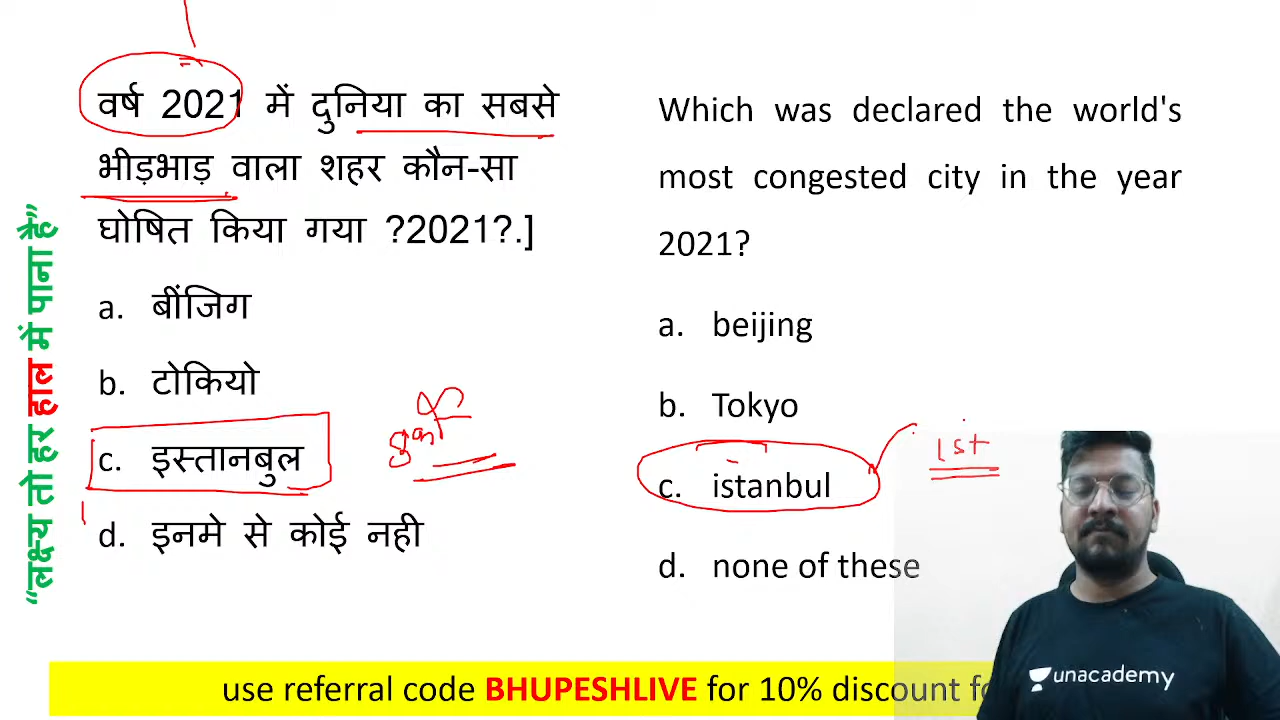 वर्ष 2021 में दुनिया का सबसे
भीड़भाड़ वाला शहर कौन-सा
घोषित किया गया ?2021?.]
a. बींजिग
b. टोकियो
c. इस्तानबुल
d. इनमे से कोई नही
Which was declared the world's
most congested city in the year
2021?
a. beijing
b. Tokyo
c. istanbul
1st
d. none of these
"लक्ष्य तो हर हाल में पाना है"
unacademy
use referral code BHUPESHLIVE for 10% discount